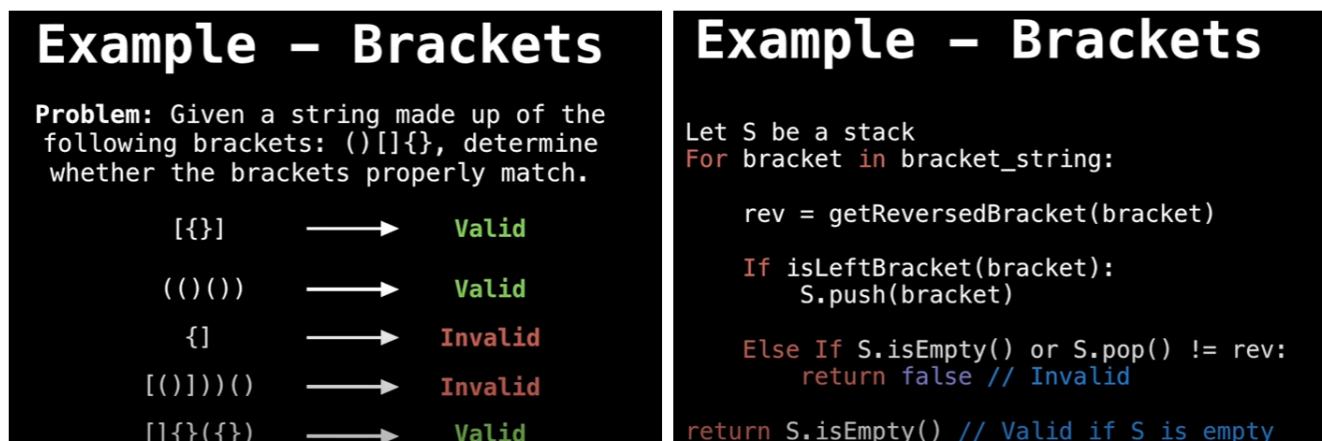 Example - Brackets
Problem: Given a string made up of the
following brackets: ()[]{}, determine
whether the brackets properly match.
[{}] Valid
(()()) Valid
{] Invalid
[()]))() Invalid
[]{}({}) Valid
Example - Brackets
Let S be a stack
For bracket in bracket_string:
rev = getReversedBracket(bracket)
If isLeftBracket(bracket):
S.push(bracket)
Else If S.isEmpty() or S.pop() != rev:
return false // Invalid
return S.isEmpty() // Valid if S is empty